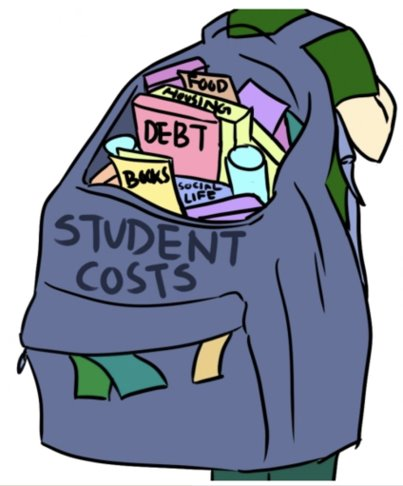 FOOD
HOUSING
DEBT
BOOKS
SOCIAL
LIFE
STUDENT
COSTS